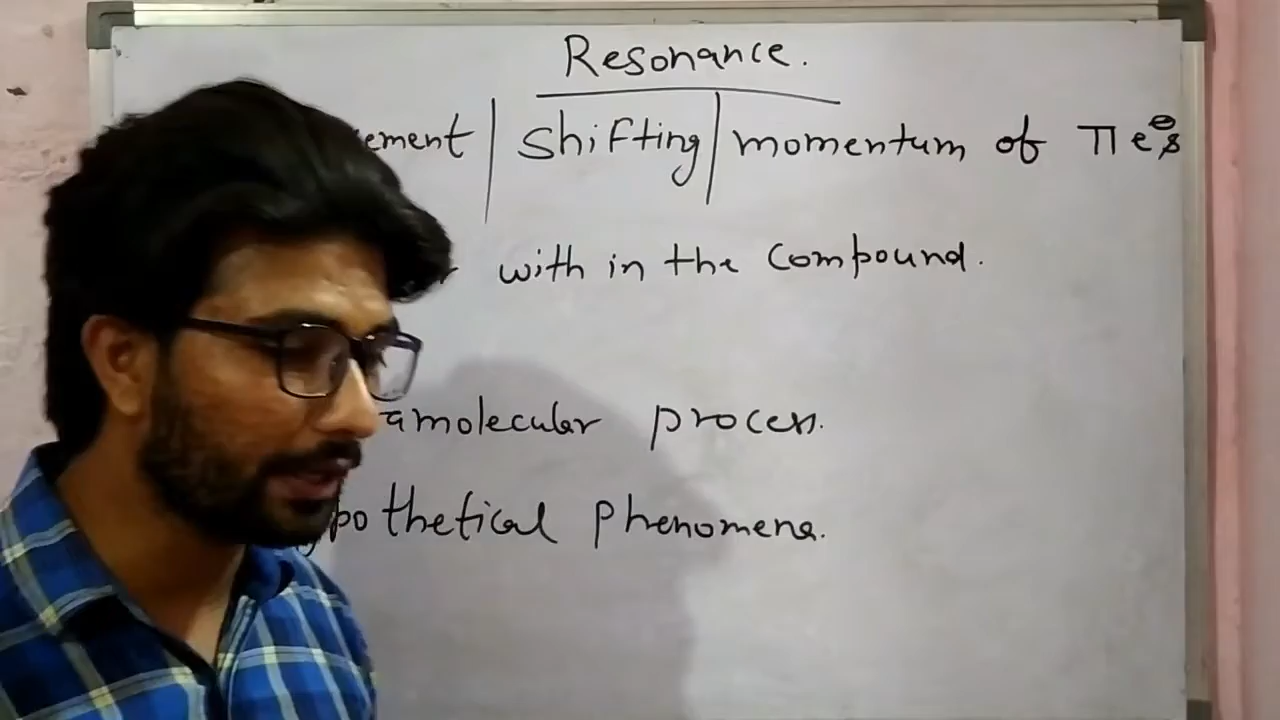 Resonance.
ement | Shifting | momentum of π e⊖s
with in the Compound.
amolecular process.
pothetical Phenomena.